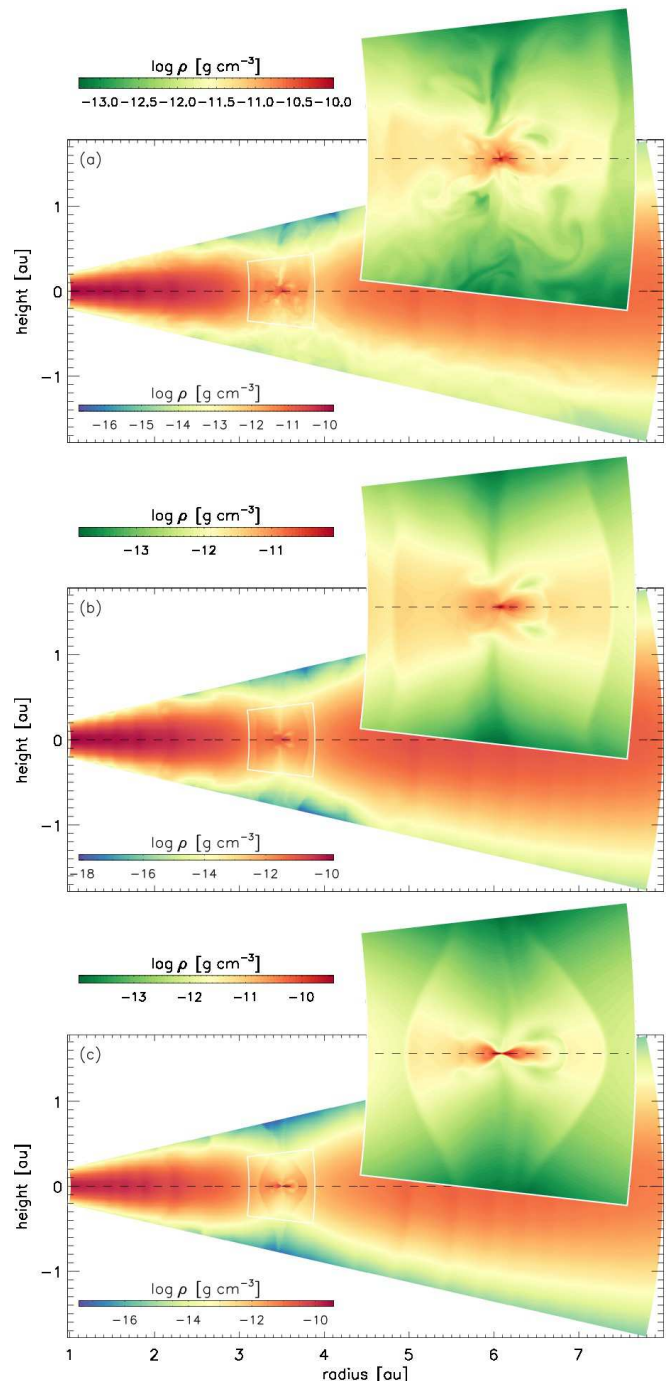 log ρ [g cm⁻³]
−13.0 −12.5 −12.0 −11.5 −11.0 −10.5 −10.0
(a)
1
0
−1
height [au]
log ρ [g cm⁻³]
−16 −15 −14 −13 −12 −11 −10
log ρ [g cm⁻³]
−13 −12 −11
(b)
1
0
−1
height [au]
log ρ [g cm⁻³]
−18 −16 −14 −12 −10
log ρ [g cm⁻³]
−13 −12 −11 −10
(c)
1
0
−1
height [au]
log ρ [g cm⁻³]
−16 −14 −12 −10
1 2 3 4 5 6 7
radius [au]